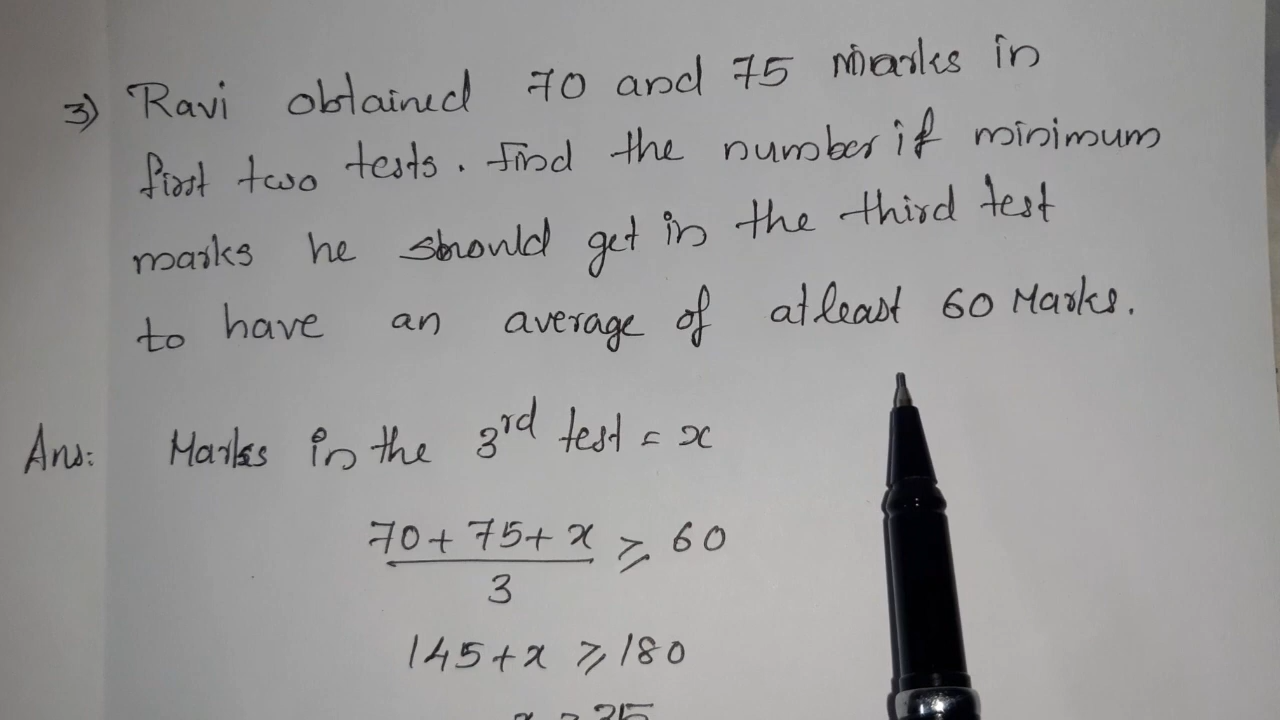 3) Ravi obtained 70 and 75 marks in
first two tests. find the number if minimum
marks he should get in the third test
to have an average of atleast 60 Marks.
Ans: Marks in the 3rd test = x
70 + 75 + x ≥ 60
3
145 + x ≥ 180
x ≥ 35